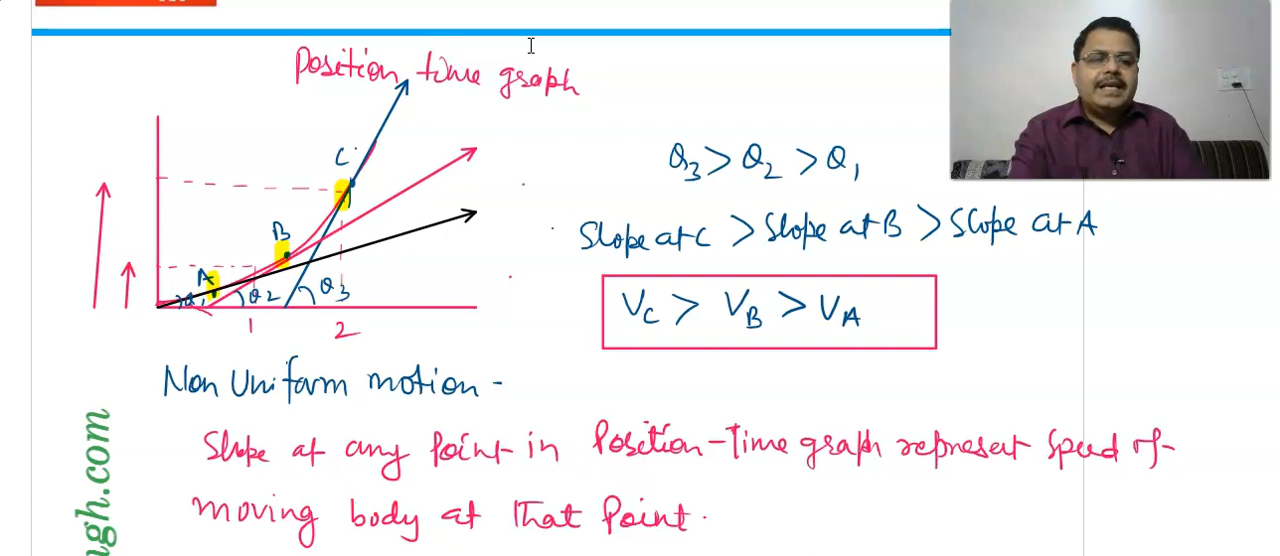 Position time graph
C
B
A
θ1 θ2 θ3
1 2
θ3 > θ2 > θ1
Slope at C > Slope at B > Slope at A
VC > VB > VA
Non Uniform motion -
Slope at any point in Position-Time graph represent speed of
moving body at that point.
ngh.com